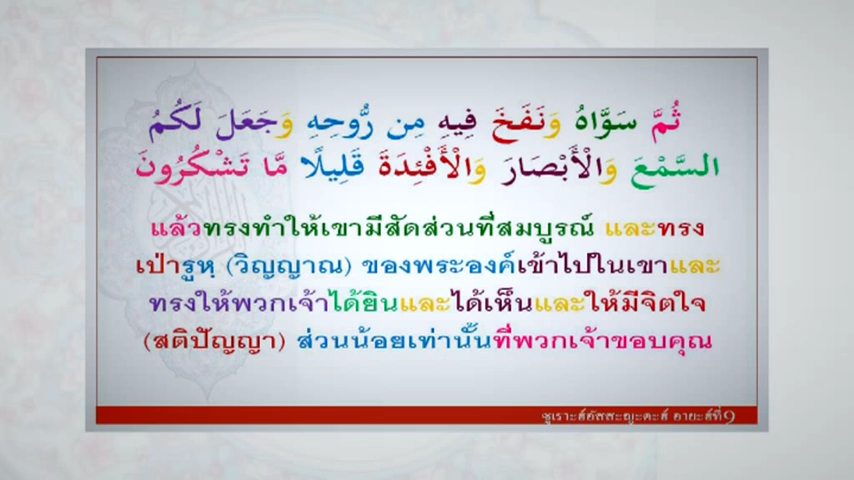 ثُمَّ سَوَّاهُ وَنَفَخَ فِيهِ مِن رُّوحِهِ وَجَعَلَ لَكُمُ
السَّمْعَ وَالْأَبْصَارَ وَالْأَفْئِدَةَ قَلِيلًا مَّا تَشْكُرُونَ
แล้วทรงทำให้เขามีสัดส่วนที่สมบูรณ์ และทรง
เป่ารูหฺ (วิญญาณ) ของพระองค์เข้าไปในเขาและ
ทรงให้พวกเจ้าได้ยินและได้เห็นและให้มีจิตใจ
(สติปัญญา) ส่วนน้อยเท่านั้นที่พวกเจ้าขอบคุณ
ซูเราะฮ์อัสสะญะดะฮ์ อายะฮ์ที่9